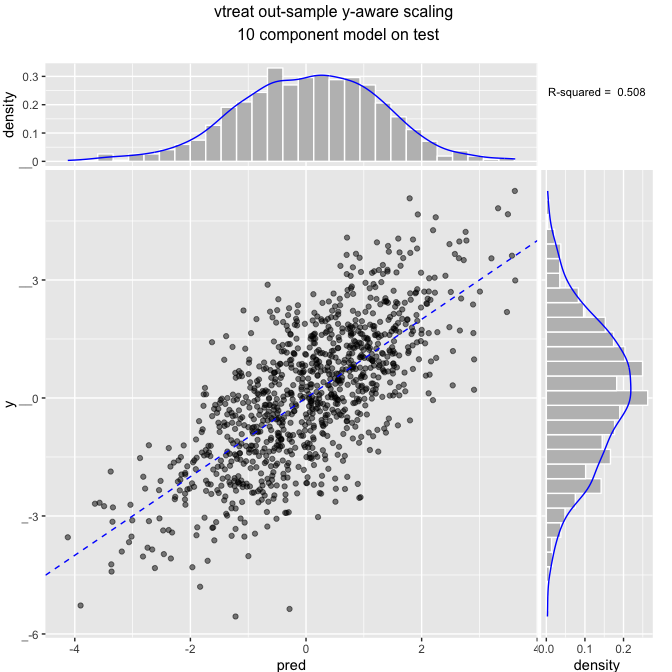 vtreat out-sample y-aware scaling
10 component model on test
density
0.3
0.2
0.1
0
R-squared = 0.508
y
3
0
-3
-6
-4
-2
0
2
4
pred
0.0
0.1
0.2
density